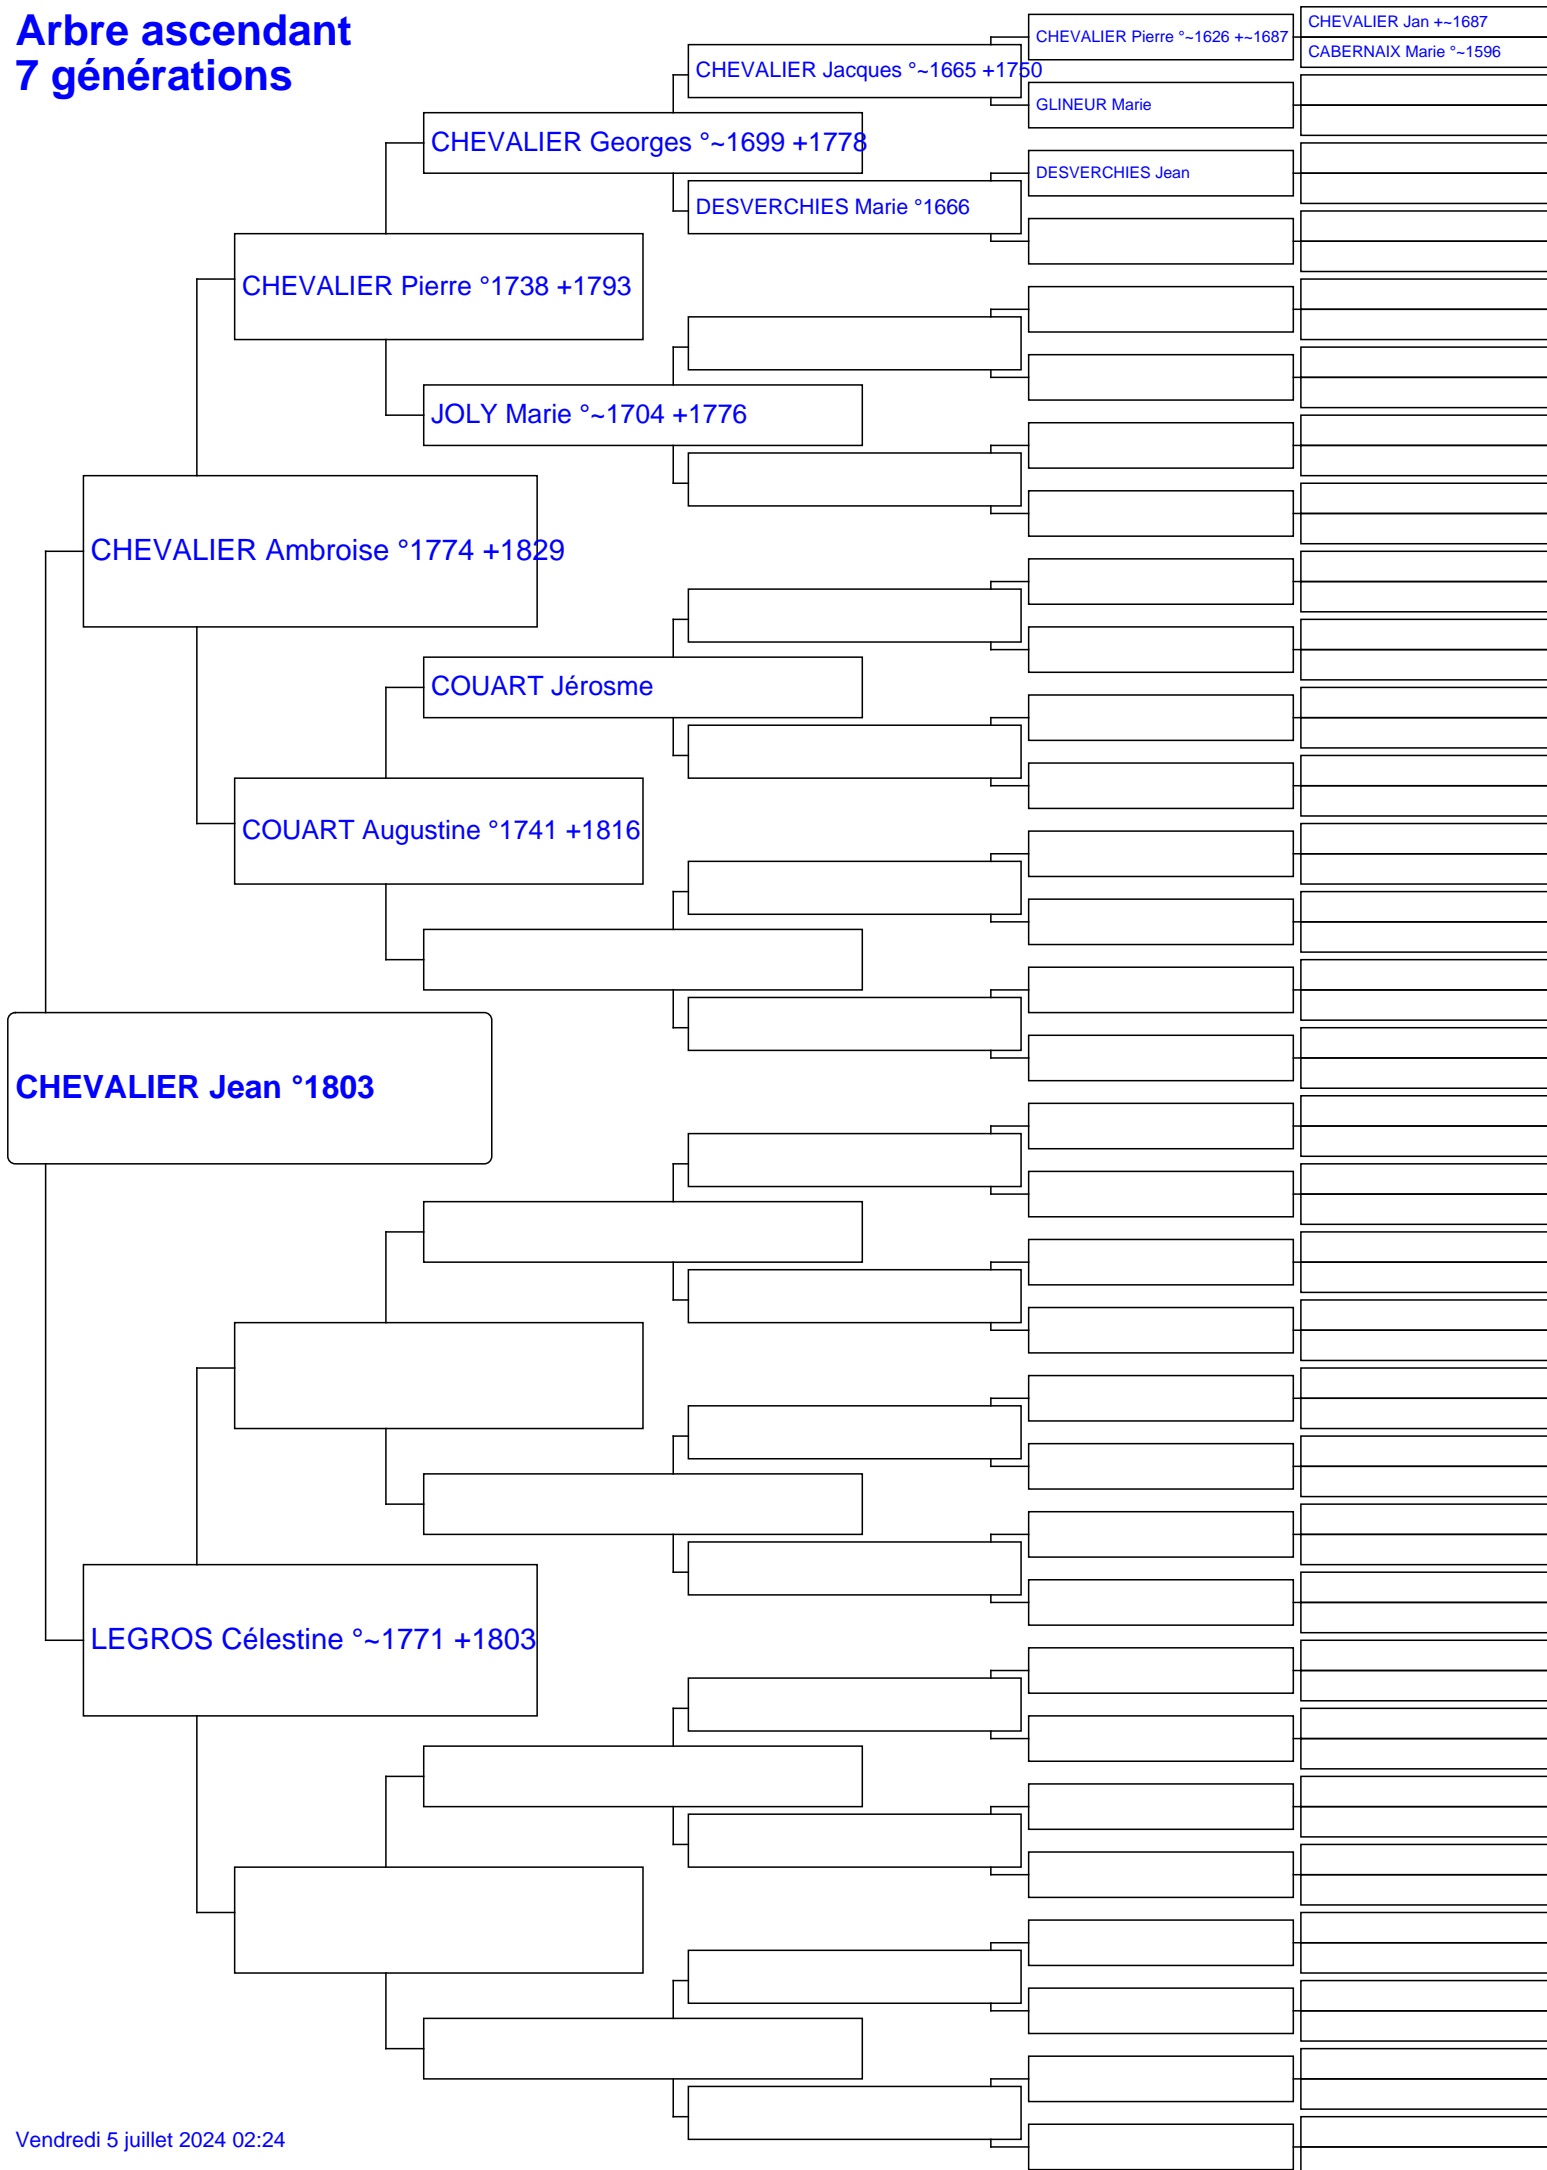 Arbre ascendant
7 générations
CHEVALIER Jan +~1687
CABERNAIX Marie °~1596
CHEVALIER Pierre °~1626 +~1687
CHEVALIER Jacques °~1665 +1750
GLINEUR Marie
CHEVALIER Georges °~1699 +1778
DESVERCHIES Jean
DESVERCHIES Marie °1666
CHEVALIER Pierre °1738 +1793
JOLY Marie °~1704 +1776
CHEVALIER Ambroise °1774 +1829
COUART Jérosme
COUART Augustine °1741 +1816
CHEVALIER Jean °1803
LEGROS Célestine °~1771 +1803
Vendredi 5 juillet 2024 02:24